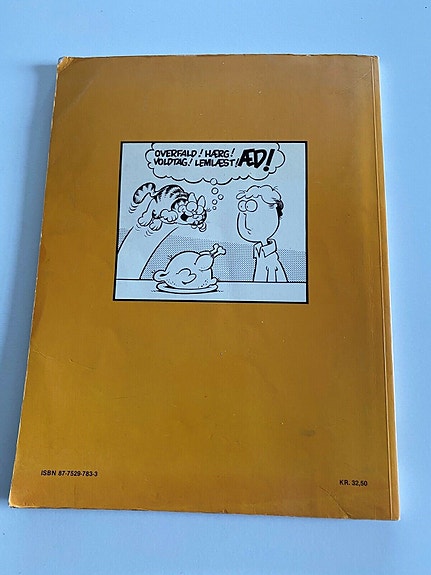 OVERFALD! HÆRG!
VOLDTAG! LEMLÆST! ÆD!
ISBN 87-7529-783-3
KR. 32,50